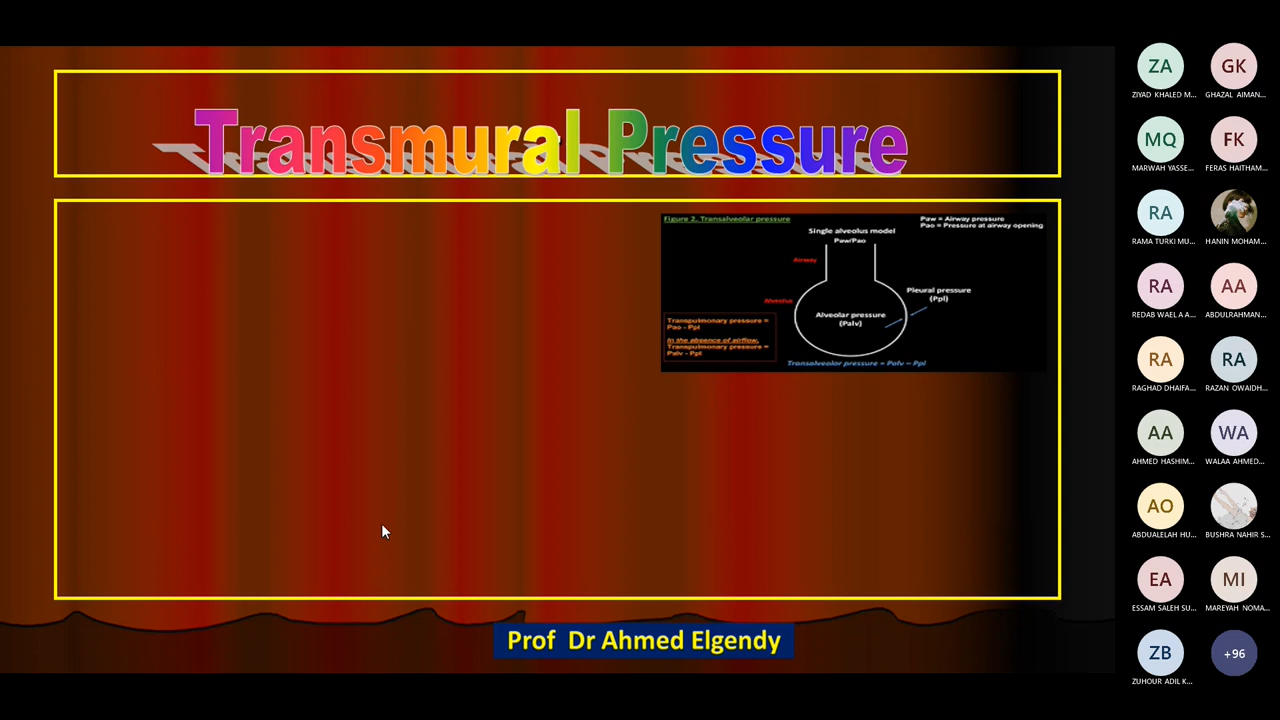 Transmural Pressure
Figure 2. Transalveolar pressure
Paw = Airway pressure
Pao = Pressure at airway opening
Single alveolus model
Paw/Pao
Airway
Alveolus
Pleural pressure
(Ppl)
Alveolar pressure
(Palv)
Transpulmonary pressure =
Pao - Ppl
In the absence of airflow,
Transpulmonary pressure =
Palv - Ppl
Transalveolar pressure = Palv – Ppl
Prof Dr Ahmed Elgendy
ZA
GK
ZIYAD KHALED M...
GHAZAL AIMAN...
MQ
FK
MARWAH YASSE...
FERAS HAITHAM...
RA
RAMA TURKI MU...
HANIN MOHAM...
RA
AA
REDAB WAEL A A...
ABDULRAHMAN...
RA
RA
RAGHAD DHAIFA...
RAZAN OWAIDH...
AA
WA
AHMED HASHIM...
WALAA AHMED...
AO
ABDUALELAH HU...
BUSHRA NAHIR S...
EA
MI
ESSAM SALEH SU...
MAREYAH NOMA...
ZB
+96
ZUHOUR ADIL K...